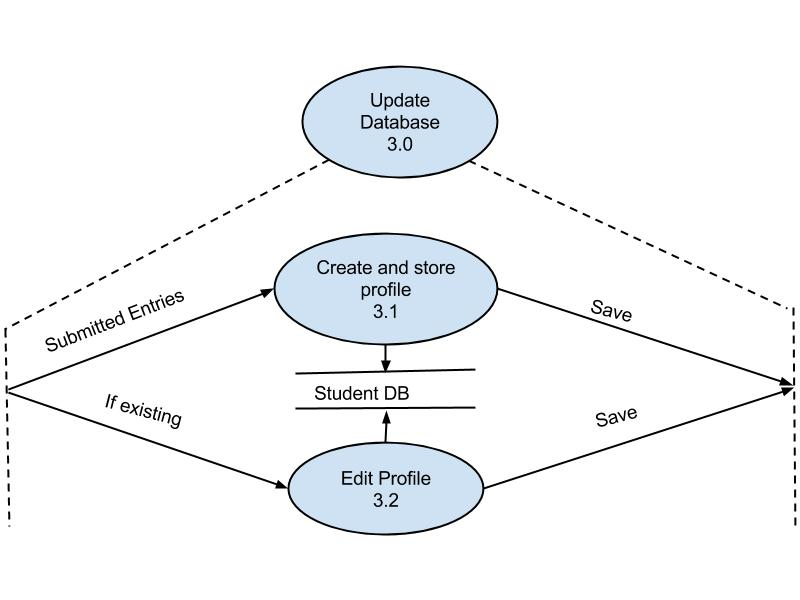 Update
Database
3.0
Create and store
profile
3.1
Submitted Entries
Save
Student DB
If existing
Save
Edit Profile
3.2